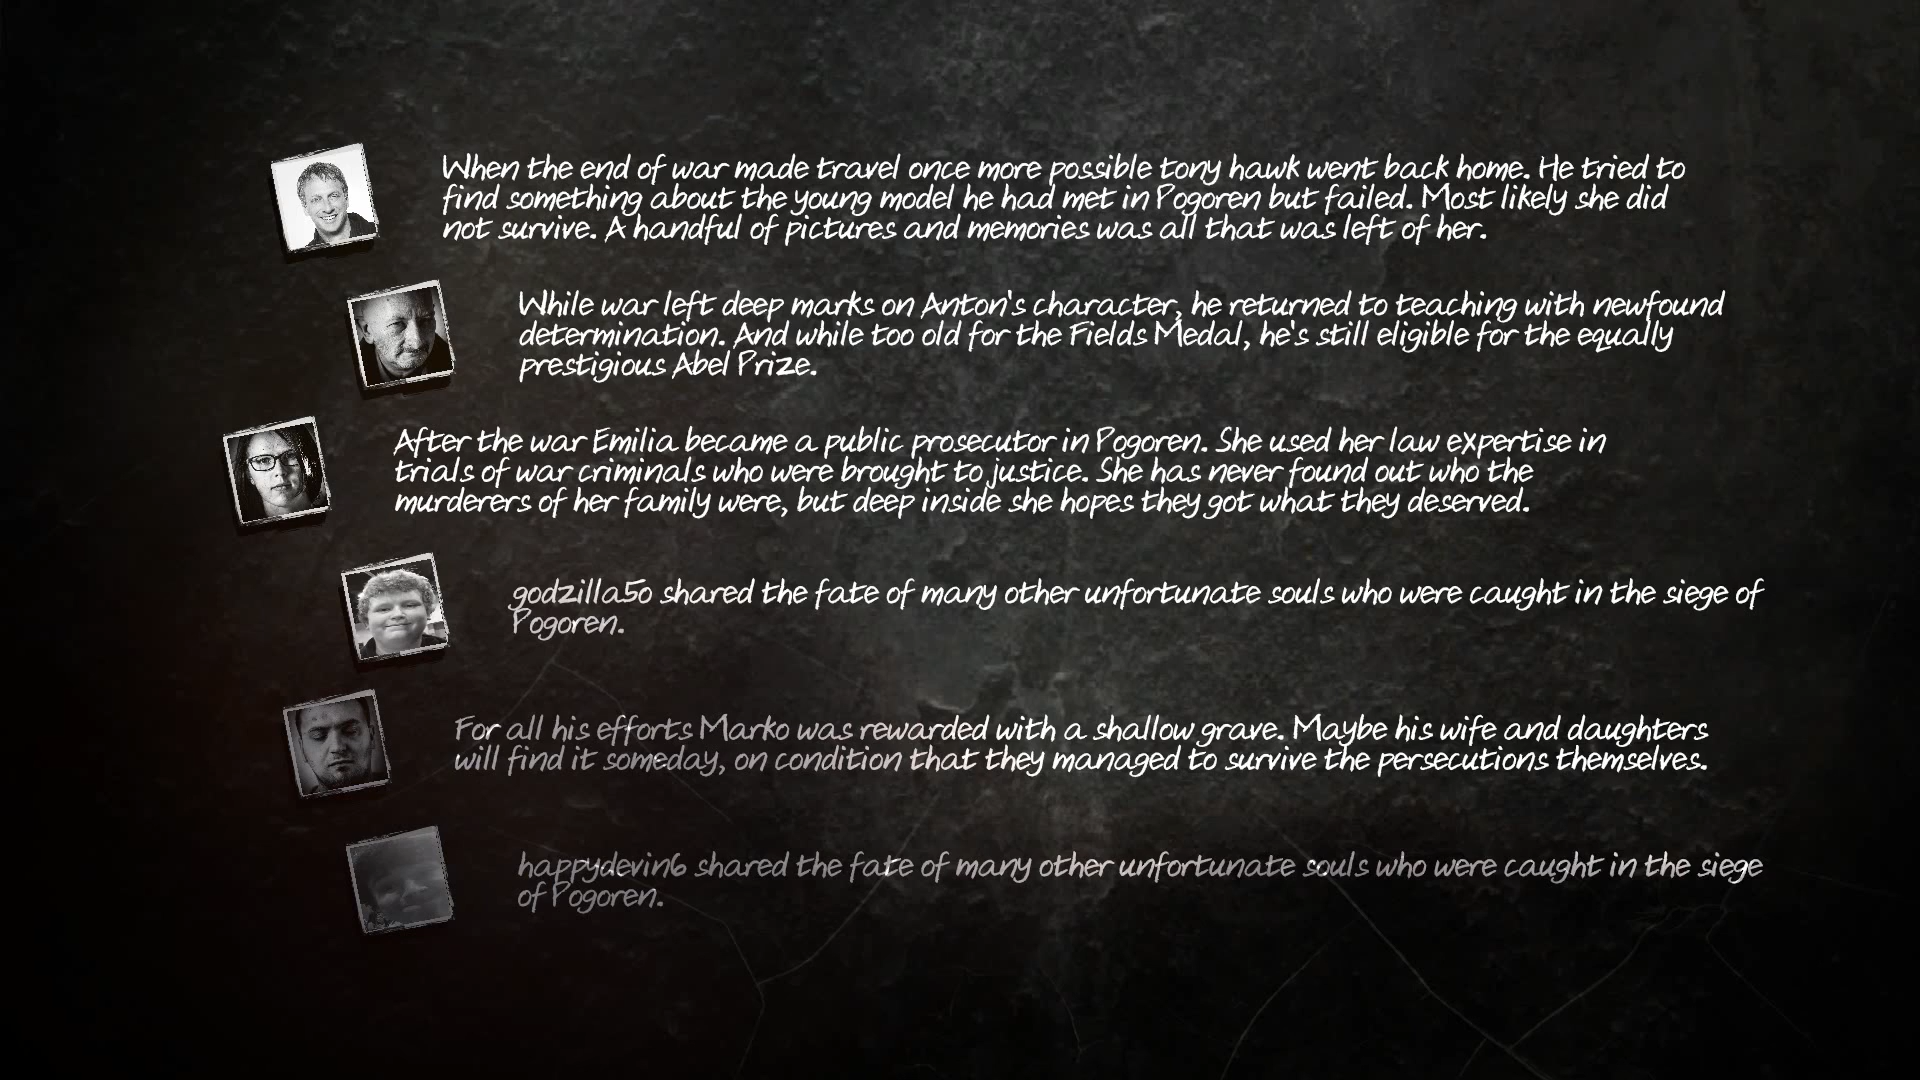 When the end of war made travel once more possible tony hawk went back home. He tried to
find something about the young model he had met in Pogoren but failed. Most likely she did
not survive. A handful of pictures and memories was all that was left of her.
While war left deep marks on Anton's character, he returned to teaching with newfound
determination. And while too old for the Fields Medal, he's still eligible for the equally
prestigious Abel Prize.
After the war Emilia became a public prosecutor in Pogoren. She used her law expertise in
trials of war criminals who were brought to justice. She has never found out who the
murderers of her family were, but deep inside she hopes they got what they deserved.
godzilla50 shared the fate of many other unfortunate souls who were caught in the siege of
Pogoren.
For all his efforts Marko was rewarded with a shallow grave. Maybe his wife and daughters
will find it someday, on condition that they managed to survive the persecutions themselves.
happydevin6 shared the fate of many other unfortunate souls who were caught in the siege
of Pogoren.